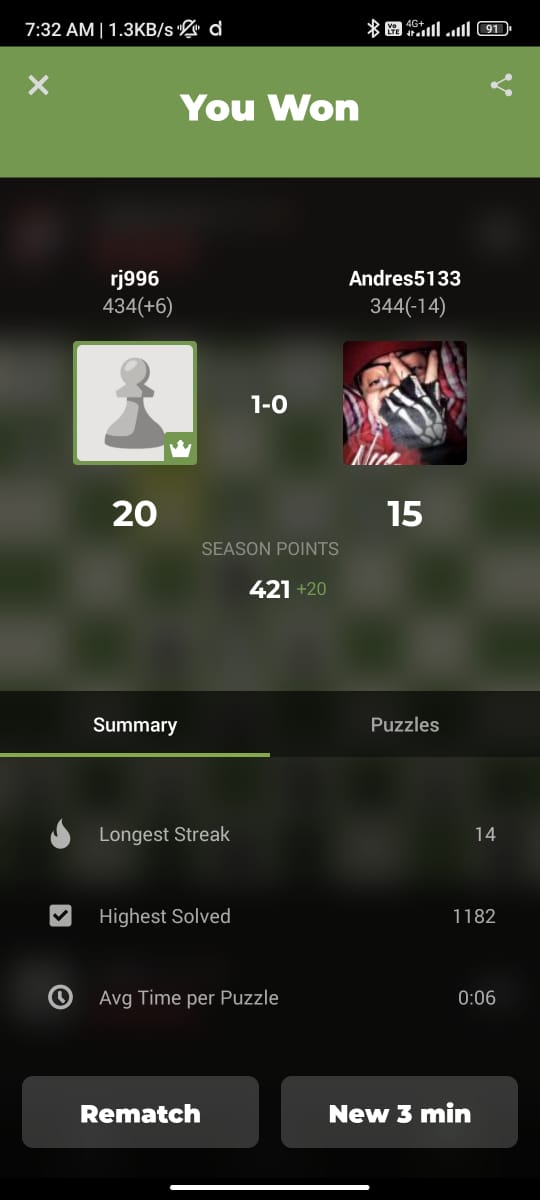 7:32 AM | 1.3KB/s d Vo LTE 4G+ 91
You Won
rj996 Andres5133
434(+6) 344(-14)
1-0
20 15
SEASON POINTS
421 +20
Summary Puzzles
Longest Streak 14
Highest Solved 1182
Avg Time per Puzzle 0:06
Rematch New 3 min